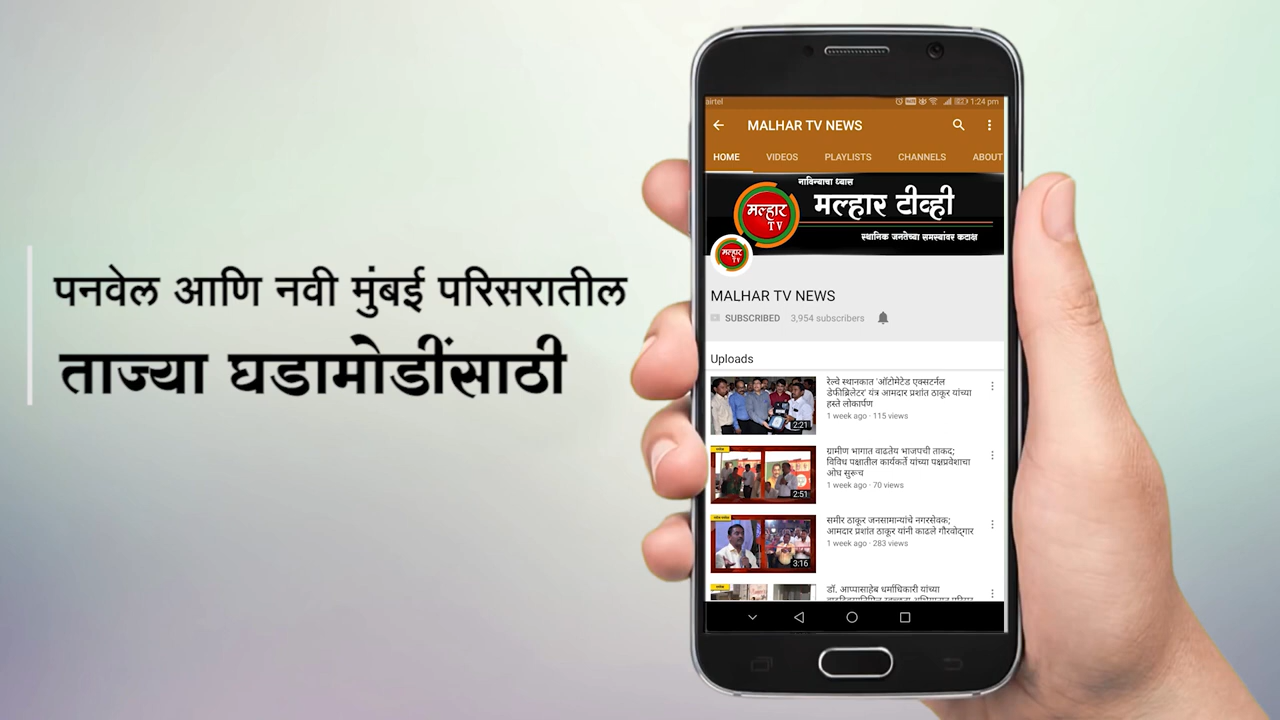 पनवेल आणि नवी मुंबई परिसरातील
ताज्या घडामोडींसाठी
airtel
1:24 pm
MALHAR TV NEWS
HOME VIDEOS PLAYLISTS CHANNELS ABOUT
नाविन्याचा ध्यास
मल्हार टीव्ही
मल्हार
TV
स्थानिक जनतेच्या समस्यांवर कटाक्ष
मल्हार
TV
MALHAR TV NEWS
SUBSCRIBED 3,954 subscribers
Uploads
रेल्वे स्थानकात 'ऑटोमेटेड एक्सटर्नल
डेफीब्रिलेटर' यंत्र आमदार प्रशांत ठाकूर यांच्या
हस्ते लोकार्पण
1 week ago · 115 views
2:21
ग्रामीण भागात वाढतेय भाजपची ताकद;
विविध पक्षातील कार्यकर्ते यांच्या पक्षप्रवेशाचा
ओघ सुरूच
1 week ago · 70 views
2:51
समीर ठाकूर जनसामान्यांचे नगरसेवक;
आमदार प्रशांत ठाकूर यांनी काढले गौरवोद्गार
1 week ago · 283 views
3:16
डॉ. आप्पासाहेब धर्माधिकारी यांच्या